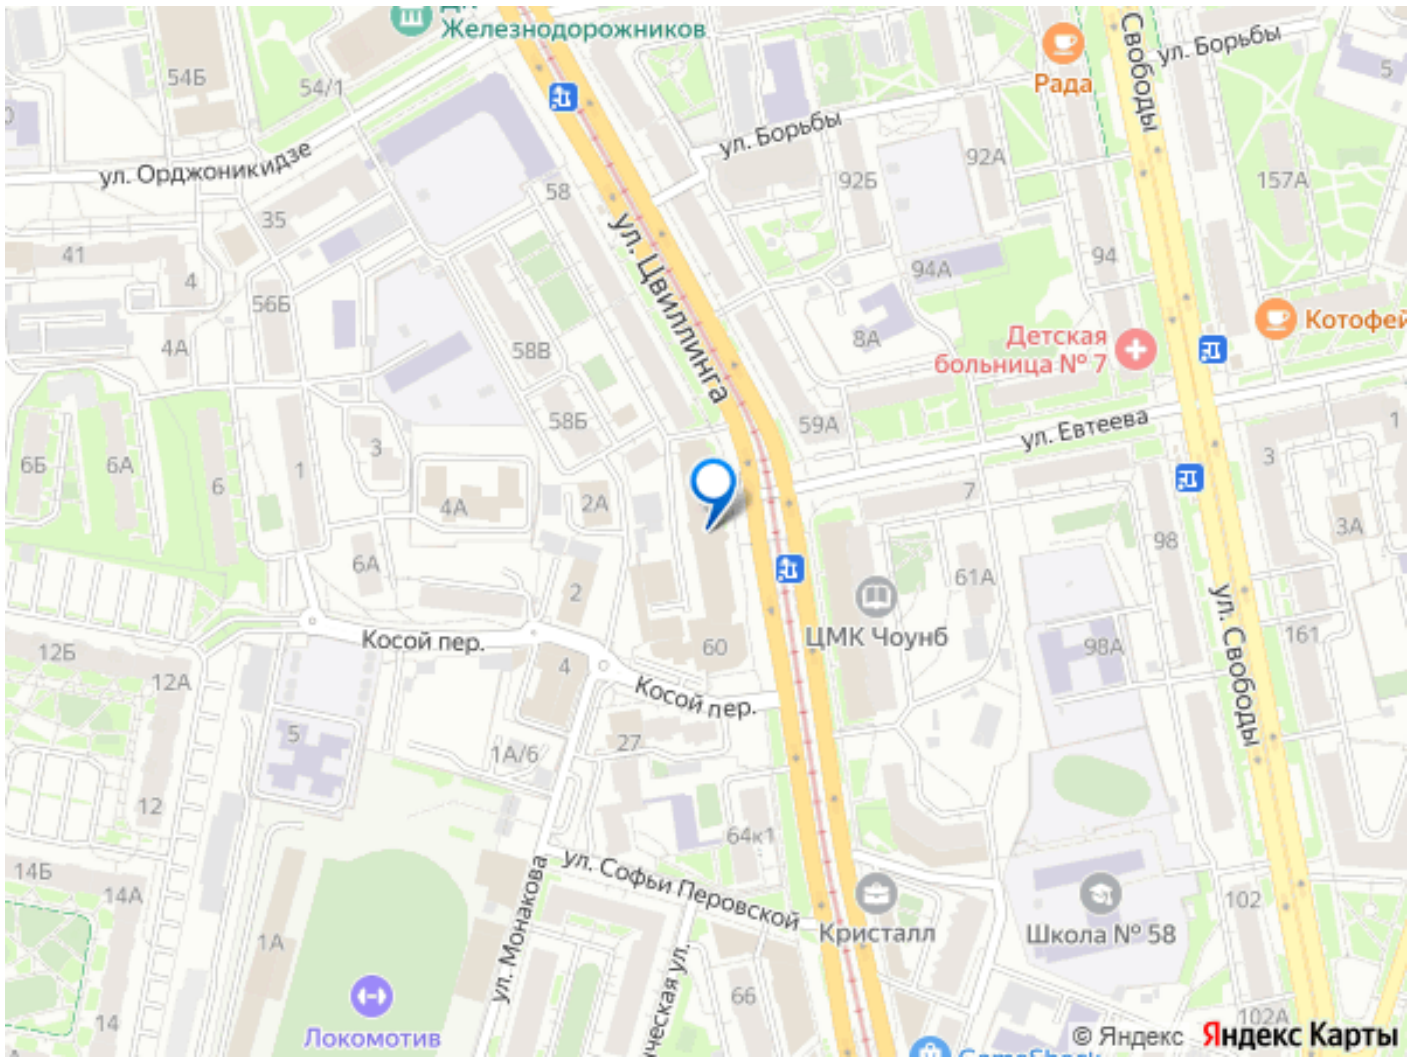 Железнодорожников
54Б
54/1
Рада
ул. Борьбы
Свободы
5
ул. Орджоникидзе
ул. Борьбы
92А
92Б
157А
58
35
41
4
56Б
4А
ул. Цвиллинга
94А
94
8А
Детская
больница № 7
Котофей
58В
58Б
59А
ул. Евтеева
1
3
6Б
6А
6
1
3
4А
2А
7
98
3А
6А
2
61А
ЦМК Чоунб
98А
161
ул. Свободы
12Б
12А
Косой пер.
4
60
Косой пер.
5
1А/6
27
12
64к1
ул. Софьи Перовской
ул. Монакова
14Б
14А
1А
Кристалл
Школа № 58
102
14
Локомотив
ческая ул.
66
102А
© Яндекс Яндекс Карты